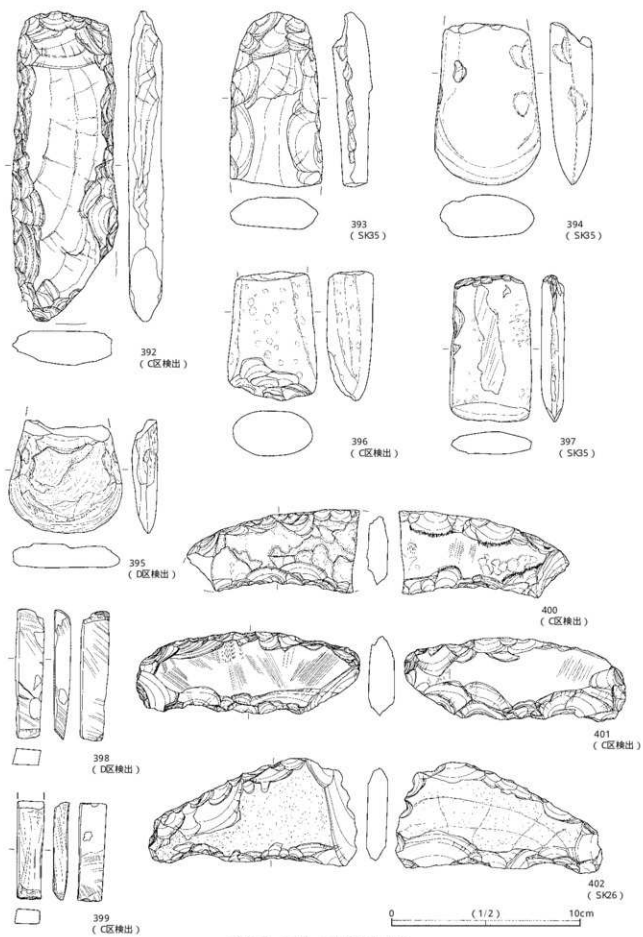 392
( C区検出 )
393
( SK35 )
394
( SK35 )
395
( D区検出 )
396
( C区検出 )
397
( SK35 )
398
( D区検出 )
399
( C区検出 )
400
( C区検出 )
401
( C区検出 )
402
( SK26 )
0 ( 1/2 ) 10cm